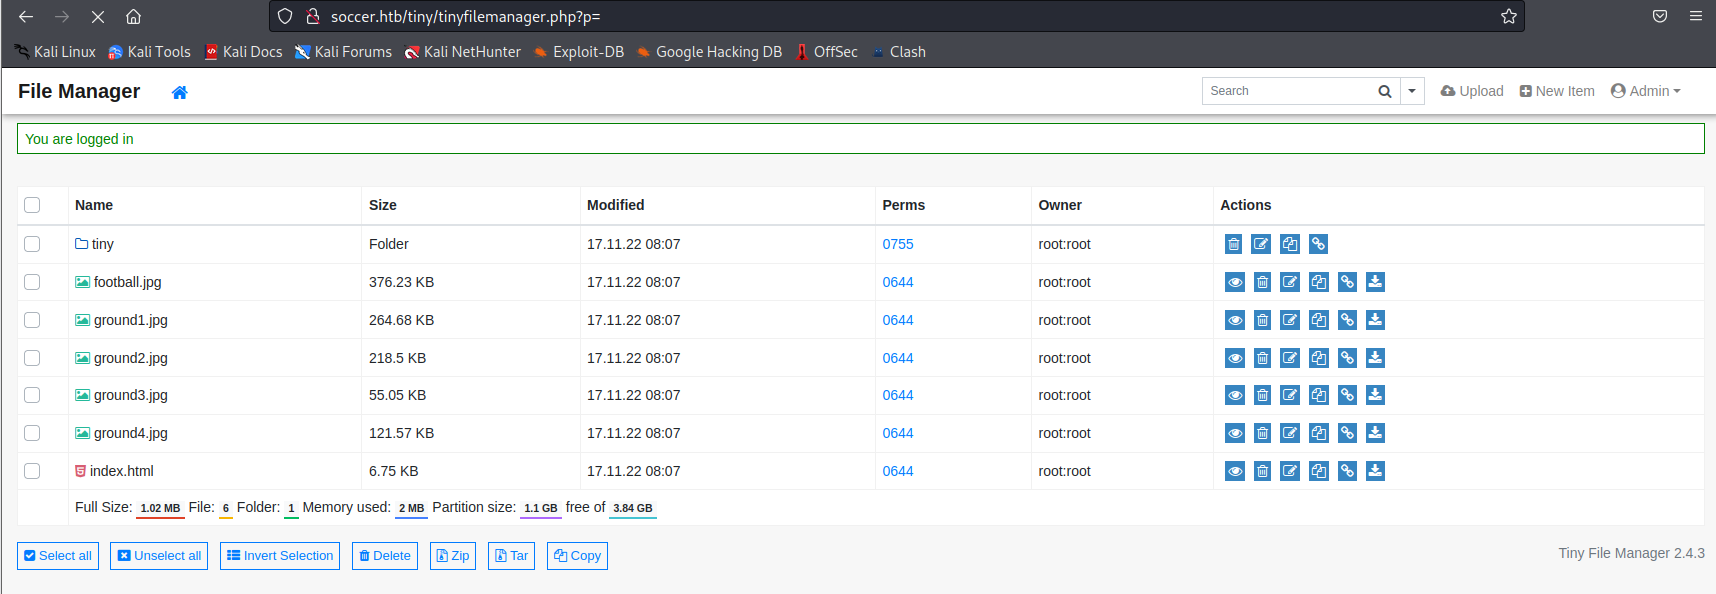 soccer.htb/tiny/tinyfilemanager.php?p=
Kali Linux Kali Tools Kali Docs Kali Forums Kali NetHunter Exploit-DB Google Hacking DB OffSec Clash
File Manager Search Upload New Item Admin
You are logged in
Name Size Modified Perms Owner Actions
tiny Folder 17.11.22 08:07 0755 root:root
football.jpg 376.23 KB 17.11.22 08:07 0644 root:root
ground1.jpg 264.68 KB 17.11.22 08:07 0644 root:root
ground2.jpg 218.5 KB 17.11.22 08:07 0644 root:root
ground3.jpg 55.05 KB 17.11.22 08:07 0644 root:root
ground4.jpg 121.57 KB 17.11.22 08:07 0644 root:root
index.html 6.75 KB 17.11.22 08:07 0644 root:root
Full Size: 1.02 MB File: 6 Folder: 1 Memory used: 2 MB Partition size: 1.1 GB free of 3.84 GB
Select all Unselect all Invert Selection Delete Zip Tar Copy Tiny File Manager 2.4.3